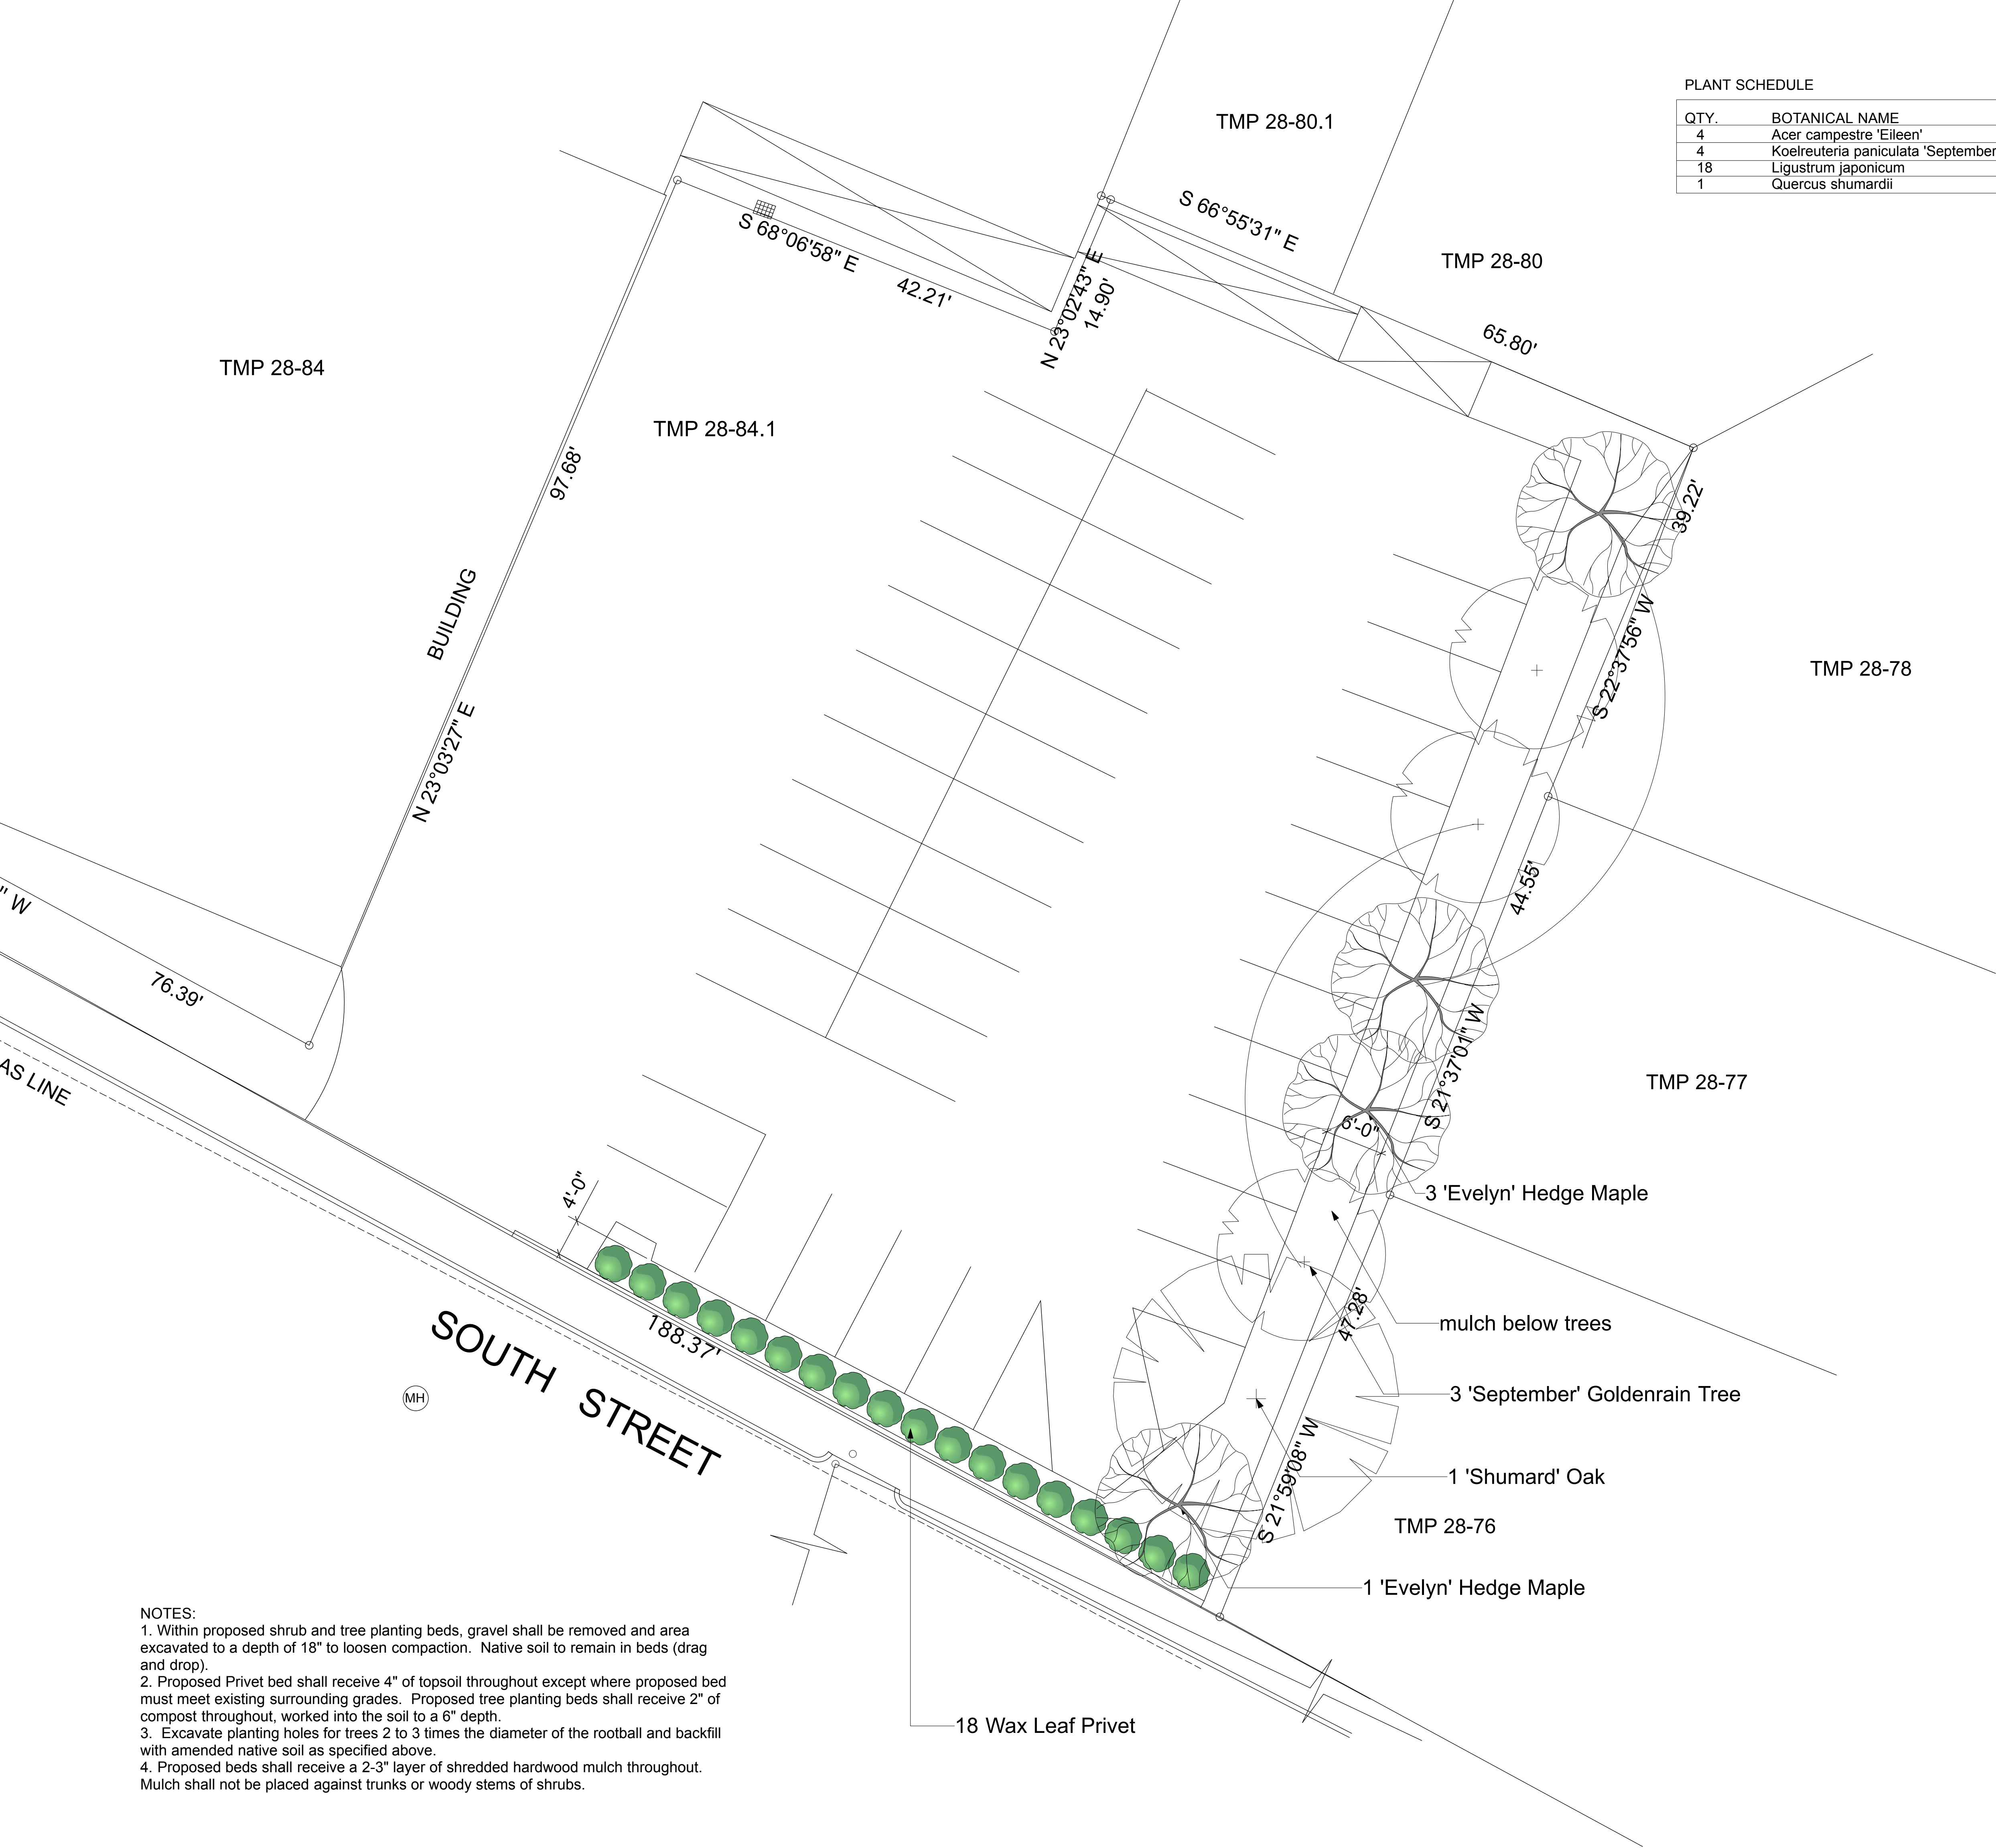 PLANT SCHEDULE
QTY. BOTANICAL NAME
4 Acer campestre 'Eileen'
4 Koelreuteria paniculata 'September
18 Ligustrum japonicum
1 Quercus shumardii
TMP 28-80.1
S 66°55'31" E
TMP 28-80
S 68°06'58" E
42.21'
N 23°02'43" E
14.90'
65.80'
TMP 28-84
TMP 28-84.1
97.68'
39.22'
BUILDING
S 22°37'56" W
TMP 28-78
N 23°03'27" E
44.55'
" W
76.39'
AS LINE
S 21°37'01" W
TMP 28-77
6'-0"
4'-0"
3 'Evelyn' Hedge Maple
mulch below trees
47.28'
188.37'
SOUTH STREET
MH
3 'September' Goldenrain Tree
1 'Shumard' Oak
S 21°59'08" W
TMP 28-76
1 'Evelyn' Hedge Maple
18 Wax Leaf Privet
NOTES:
1. Within proposed shrub and tree planting beds, gravel shall be removed and area
excavated to a depth of 18" to loosen compaction. Native soil to remain in beds (drag
and drop).
2. Proposed Privet bed shall receive 4" of topsoil throughout except where proposed bed
must meet existing surrounding grades. Proposed tree planting beds shall receive 2" of
compost throughout, worked into the soil to a 6" depth.
3. Excavate planting holes for trees 2 to 3 times the diameter of the rootball and backfill
with amended native soil as specified above.
4. Proposed beds shall receive a 2-3" layer of shredded hardwood mulch throughout.
Mulch shall not be placed against trunks or woody stems of shrubs.